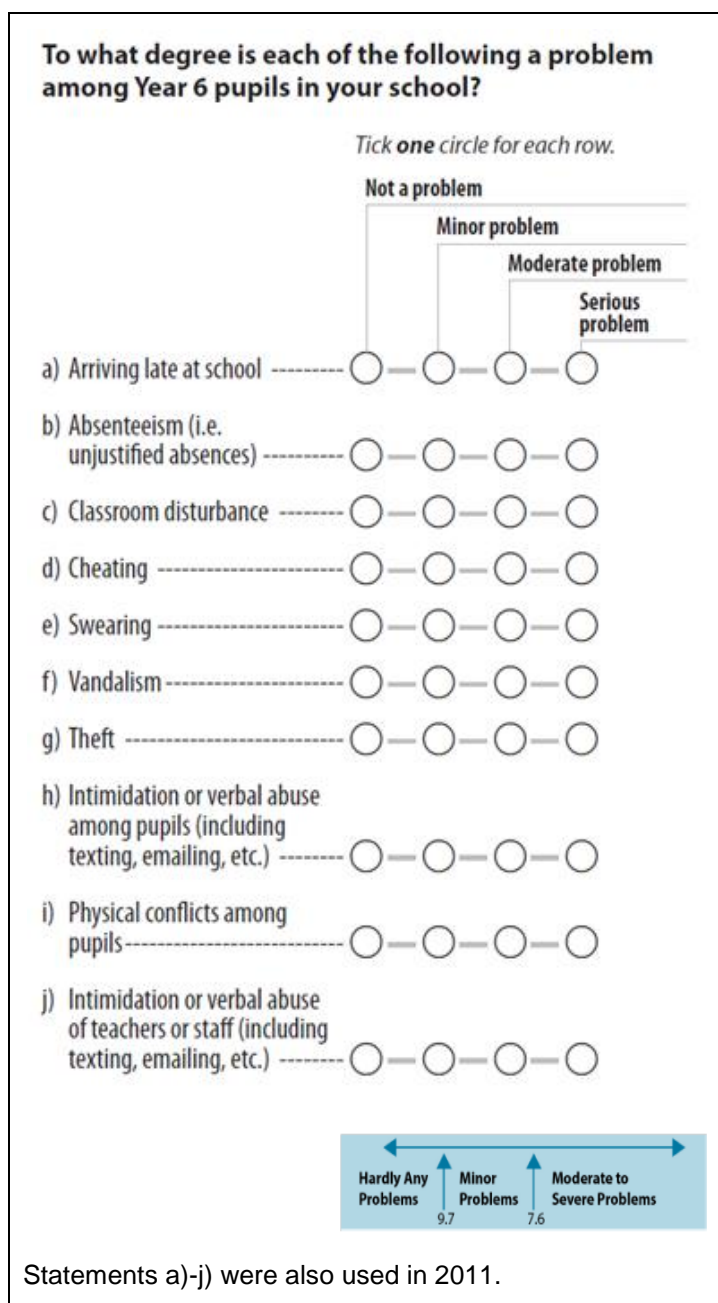 To what degree is each of the following a problem
among Year 6 pupils in your school?
Tick one circle for each row.
Not a problem
Minor problem
Moderate problem
Serious
problem
a) Arriving late at school
b) Absenteeism (i.e.
unjustified absences)
c) Classroom disturbance
d) Cheating
e) Swearing
f) Vandalism
g) Theft
h) Intimidation or verbal abuse
among pupils (including
texting, emailing, etc.)
i) Physical conflicts among
pupils
j) Intimidation or verbal abuse
of teachers or staff (including
texting, emailing, etc.)
Hardly Any Minor Moderate to
Problems Problems Severe Problems
9.7 7.6
Statements a)-j) were also used in 2011.